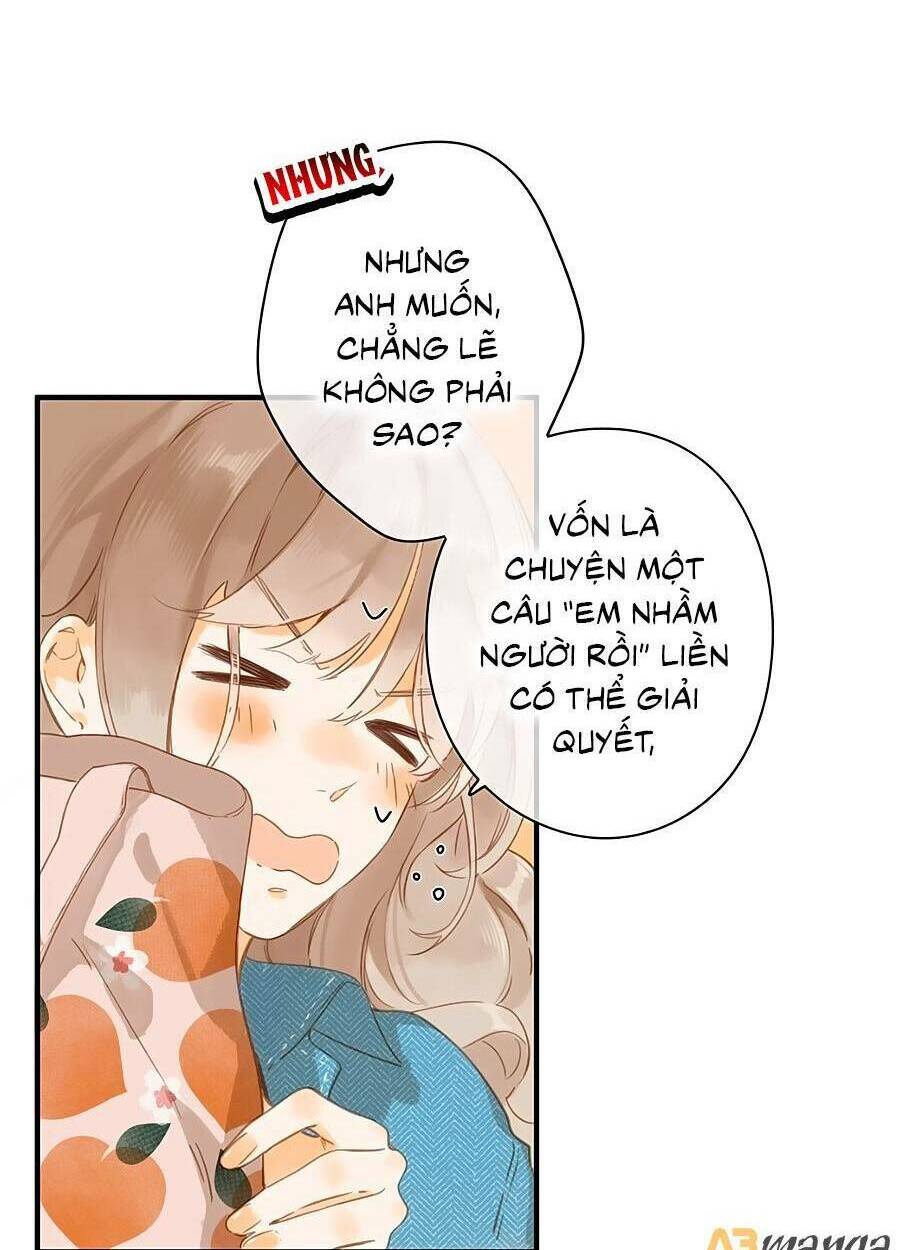 NHƯNG,
NHƯNG
ANH MUỐN,
CHẲNG LẼ
KHÔNG PHẢI
SAO?
VỐN LÀ
CHUYỆN MỘT
CÂU "EM NHẦM
NGƯỜI RỒI" LIỀN
CÓ THỂ GIẢI
QUYẾT,
A3manga